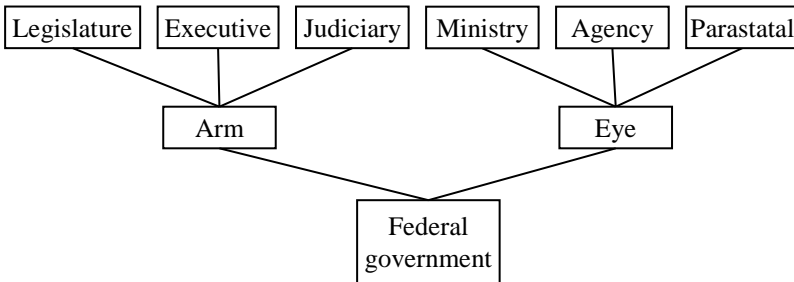 Legislature
Executive
Judiciary
Ministry
Agency
Parastatal
Arm
Eye
Federal
government